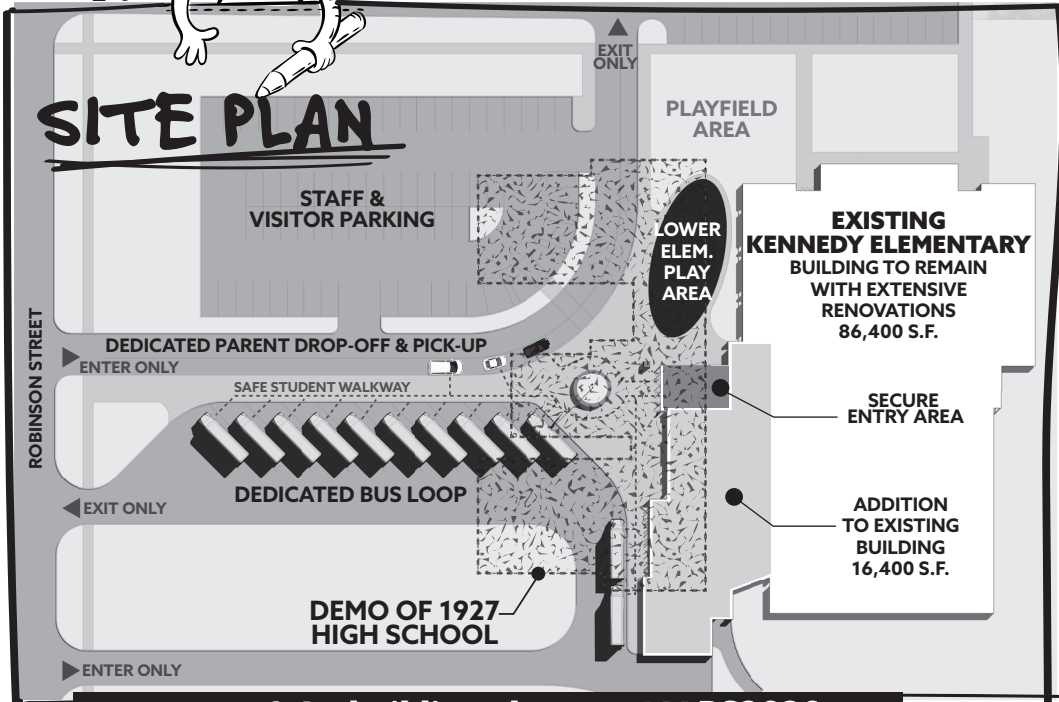 EXIT
ONLY
SITE PLAN
PLAYFIELD
AREA
STAFF &
VISITOR PARKING
LOWER
ELEM.
PLAY
AREA
EXISTING
KENNEDY ELEMENTARY
BUILDING TO REMAIN
WITH EXTENSIVE
RENOVATIONS
86,400 S.F.
ROBINSON STREET
DEDICATED PARENT DROP-OFF & PICK-UP
ENTER ONLY
SAFE STUDENT WALKWAY
SECURE
ENTRY AREA
DEDICATED BUS LOOP
EXIT ONLY
ADDITION
TO EXISTING
BUILDING
16,400 S.F.
DEMO OF 1927
HIGH SCHOOL
ENTER ONLY